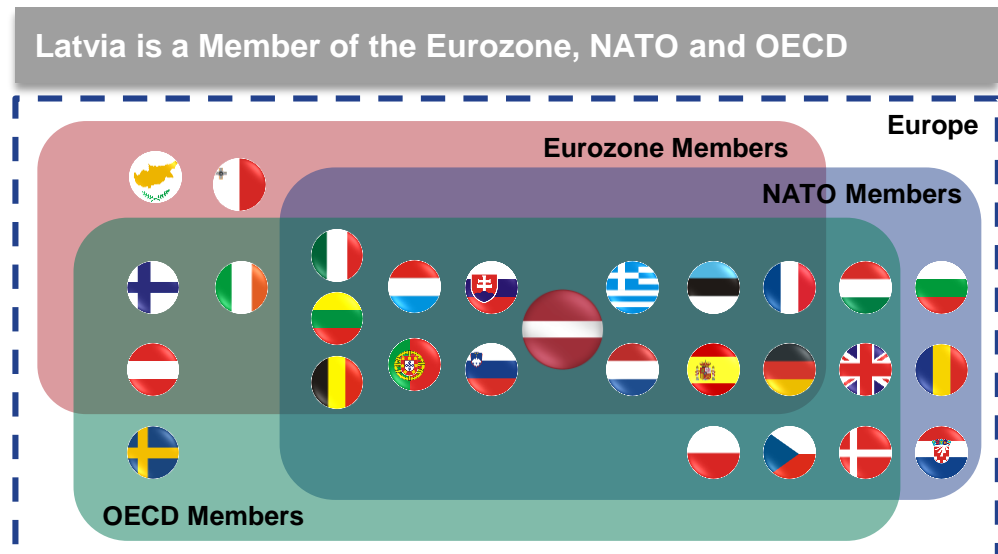 Latvia is a Member of the Eurozone, NATO and OECD
Europe
Eurozone Members
NATO Members
OECD Members